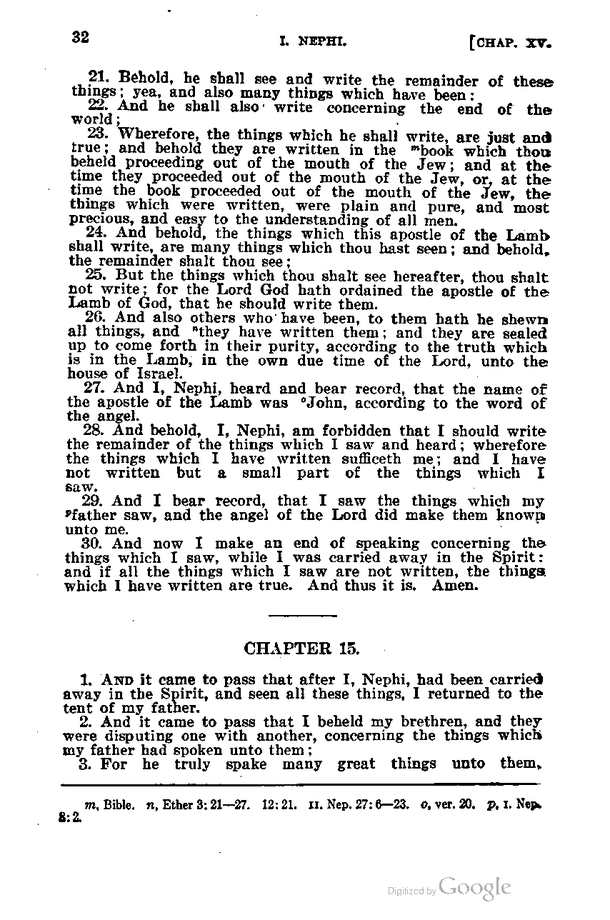 32 I. NEPHI. [CHAP. XV.
21. Behold, he shall see and write the remainder of these
things; yea, and also many things which have been:
22. And he shall also write concerning the end of the
world;
23. Wherefore, the things which he shall write, are just and
true; and behold they are written in the ᵐbook which thou
beheld proceeding out of the mouth of the Jew; and at the
time they proceeded out of the mouth of the Jew, or, at the
time the book proceeded out of the mouth of the Jew, the
things which were written, were plain and pure, and most
precious, and easy to the understanding of all men.
24. And behold, the things which this apostle of the Lamb
shall write, are many things which thou hast seen; and behold,
the remainder shalt thou see;
25. But the things which thou shalt see hereafter, thou shalt
not write; for the Lord God hath ordained the apostle of the
Lamb of God, that he should write them.
26. And also others who have been, to them hath he shewn
all things, and ⁿthey have written them; and they are sealed
up to come forth in their purity, according to the truth which
is in the Lamb, in the own due time of the Lord, unto the
house of Israel.
27. And I, Nephi, heard and bear record, that the name of
the apostle of the Lamb was ᵒJohn, according to the word of
the angel.
28. And behold, I, Nephi, am forbidden that I should write
the remainder of the things which I saw and heard; wherefore
the things which I have written sufficeth me; and I have
not written but a small part of the things which I
saw.
29. And I bear record, that I saw the things which my
ᵖfather saw, and the angel of the Lord did make them known
unto me.
30. And now I make an end of speaking concerning the
things which I saw, while I was carried away in the Spirit:
and if all the things which I saw are not written, the things
which I have written are true. And thus it is. Amen.
CHAPTER 15.
1. AND it came to pass that after I, Nephi, had been carried
away in the Spirit, and seen all these things, I returned to the
tent of my father.
2. And it came to pass that I beheld my brethren, and they
were disputing one with another, concerning the things which
my father had spoken unto them;
3. For he truly spake many great things unto them,
m, Bible. n, Ether 3:21—27. 12:21. II. Nep. 27:6—23. o, ver. 20. p, I. Nep.
8:2.
Digitized by Google